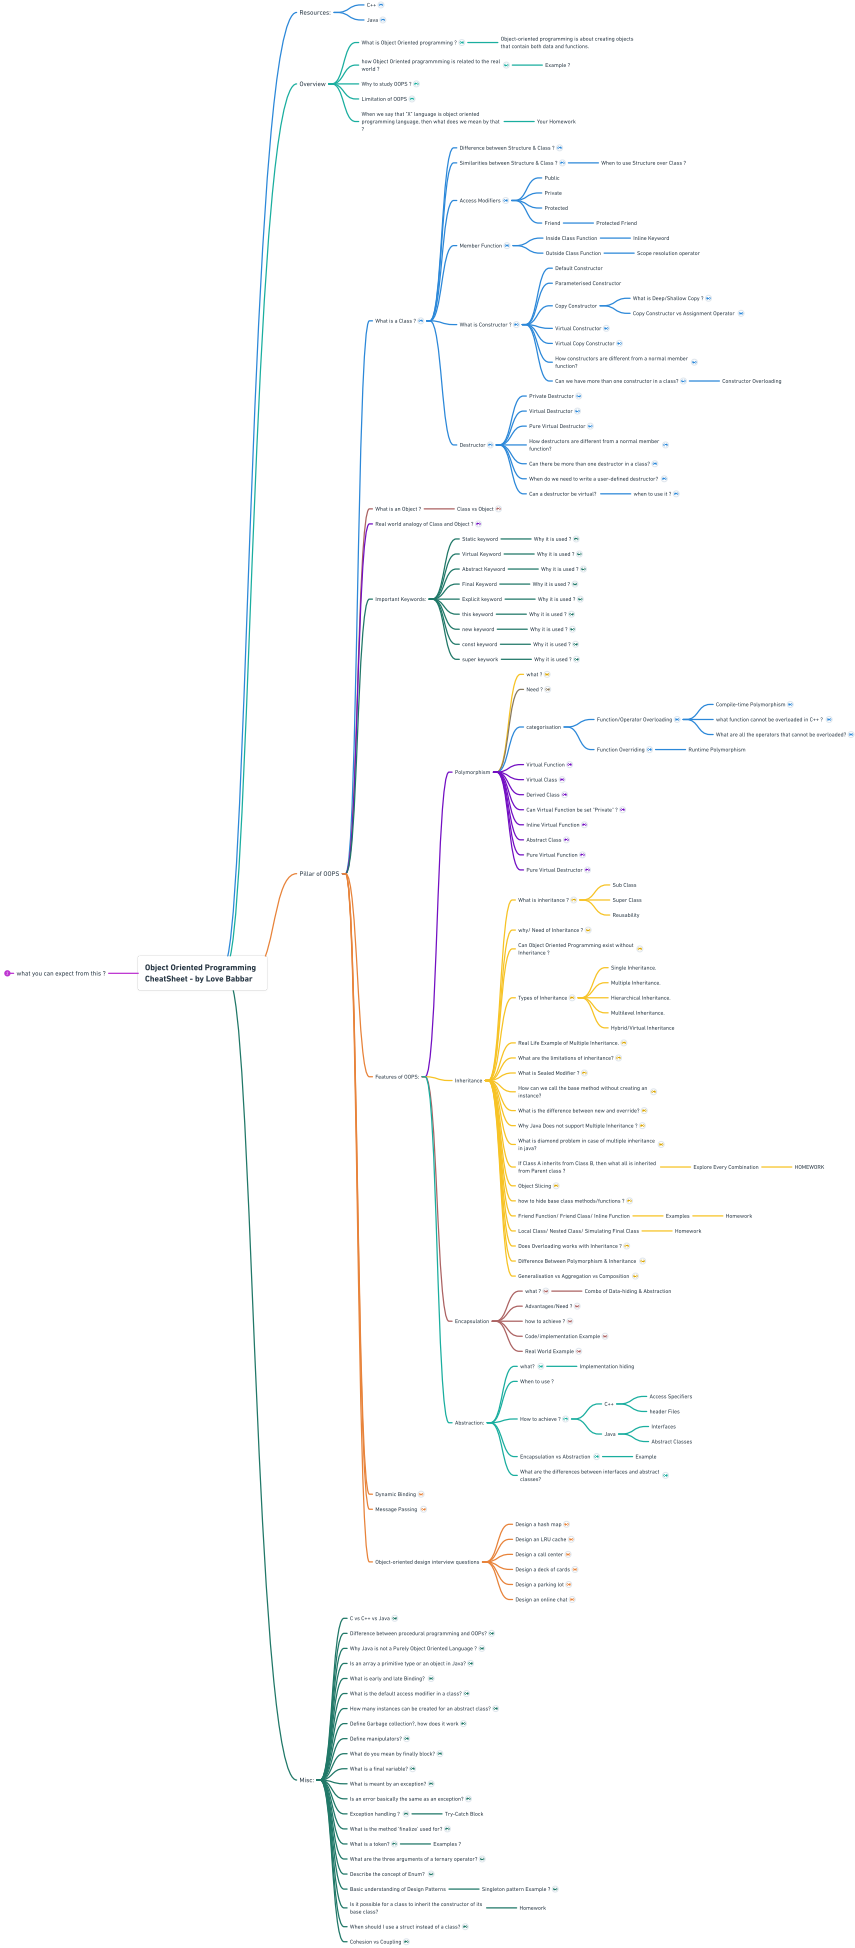 C++
Resources:
Java
What is Object Oriented programming ?
Object-oriented programming is about creating objects
that contain both data and functions.
how Object Oriented programmming is related to the real
world ?
Example ?
Overview
Why to study OOPS ?
Limitation of OOPS
When we say that "X" language is object oriented
programming language, then what does we mean by that
?
Your Homework
Difference between Structure & Class ?
Similarities between Structure & Class ?
When to use Structure over Class ?
Public
Private
Access Modifiers
Protected
Friend
Protected Friend
Inside Class Function
Inline Keyword
Member Function
Outside Class Function
Scope resolution operator
Default Constructor
Parameterised Constructor
What is Deep/Shallow Copy ?
Copy Constructor
Copy Constructor vs Assignment Operator
What is a Class ?
What is Constructor ?
Virtual Constructor
Virtual Copy Constructor
How constructors are different from a normal member
function?
Can we have more than one constructor in a class?
Constructor Overloading
Private Destructor
Virtual Destructor
Pure Virtual Destructor
Destructor
How destructors are different from a normal member
function?
Can there be more than one destructor in a class?
When do we need to write a user-defined destructor?
Can a destructor be virtual?
when to use it ?
What is an Object ?
Class vs Object
Real world analogy of Class and Object ?
Static keyword
Why it is used ?
Virtual Keyword
Why it is used ?
Abstract Keyword
Why it is used ?
Final Keyword
Why it is used ?
Important Keywords:
Explicit keyword
Why it is used ?
this keyword
Why it is used ?
new keyword
Why it is used ?
const keyword
Why it is used ?
super keywork
Why it is used ?
what ?
Need ?
Compile-time Polymorphism
Function/Operator Overloading
what function cannot be overloaded in C++ ?
categorisation
What are all the operators that cannot be overloaded?
Function Overriding
Runtime Polymorphism
Virtual Function
Polymorphism
Virtual Class
Derived Class
Can Virtual Function be set "Private" ?
Inline Virtual Function
Abstract Class
Pure Virtual Function
Pure Virtual Destructor
Pillar of OOPS
Sub Class
What is inheritance ?
Super Class
Reusability
why/ Need of Inheritance ?
Can Object Oriented Programming exist without
Inheritance ?
Object Oriented Programming
CheatSheet - by Love Babbar
what you can expect from this ?
Single Inheritance.
Multiple Inheritance.
Types of Inheritance
Hierarchical Inheritance.
Multilevel Inheritance.
Hybrid/Virtual Inheritance
Real Life Example of Multiple Inheritance.
What are the limitations of inheritance?
What is Sealed Modifier ?
Features of OOPS:
Inheritance
How can we call the base method without creating an
instance?
What is the difference between new and override?
Why Java Does not support Multiple Inheritance ?
What is diamond problem in case of multiple inheritance
in java?
If Class A inherits from Class B, then what all is inherited
from Parent class ?
Explore Every Combination
HOMEWORK
Object Slicing
how to hide base class methods/functions ?
Friend Function/ Friend Class/ Inline Function
Examples
Homework
Local Class/ Nested Class/ Simulating Final Class
Homework
Does Overloading works with Inheritance ?
Difference Between Polymorphism & Inheritance
Generalisation vs Aggregation vs Composition
what ?
Combo of Data-hiding & Abstraction
Advantages/Need ?
Encapsulation
how to achieve ?
Code/implementation Example
Real World Example
what?
Implementation hiding
When to use ?
Access Specifiers
C++
header Files
Abstraction:
How to achieve ?
Interfaces
Java
Abstract Classes
Encapsulation vs Abstraction
Example
What are the differences between interfaces and abstract
classes?
Dynamic Binding
Message Passing
Design a hash map
Design an LRU cache
Design a call center
Object-oriented design interview questions
Design a deck of cards
Design a parking lot
Design an online chat
C vs C++ vs Java
Difference between procedural programming and OOPs?
Why Java is not a Purely Object Oriented Language ?
Is an array a primitive type or an object in Java?
What is early and late Binding?
What is the default access modifier in a class?
How many instances can be created for an abstract class?
Define Garbage collection?, how does it work
Define manipulators?
What do you mean by finally block?
What is a final variable?
Misc:
What is meant by an exception?
Is an error basically the same as an exception?
Exception handling ?
Try-Catch Block
What is the method 'finalize' used for?
What is a token?
Examples ?
What are the three arguments of a ternary operator?
Describe the concept of Enum?
Basic understanding of Design Patterns
Singleton pattern Example ?
Is it possible for a class to inherit the constructor of its
base class?
Homework
When should I use a struct instead of a class?
Cohesion vs Coupling